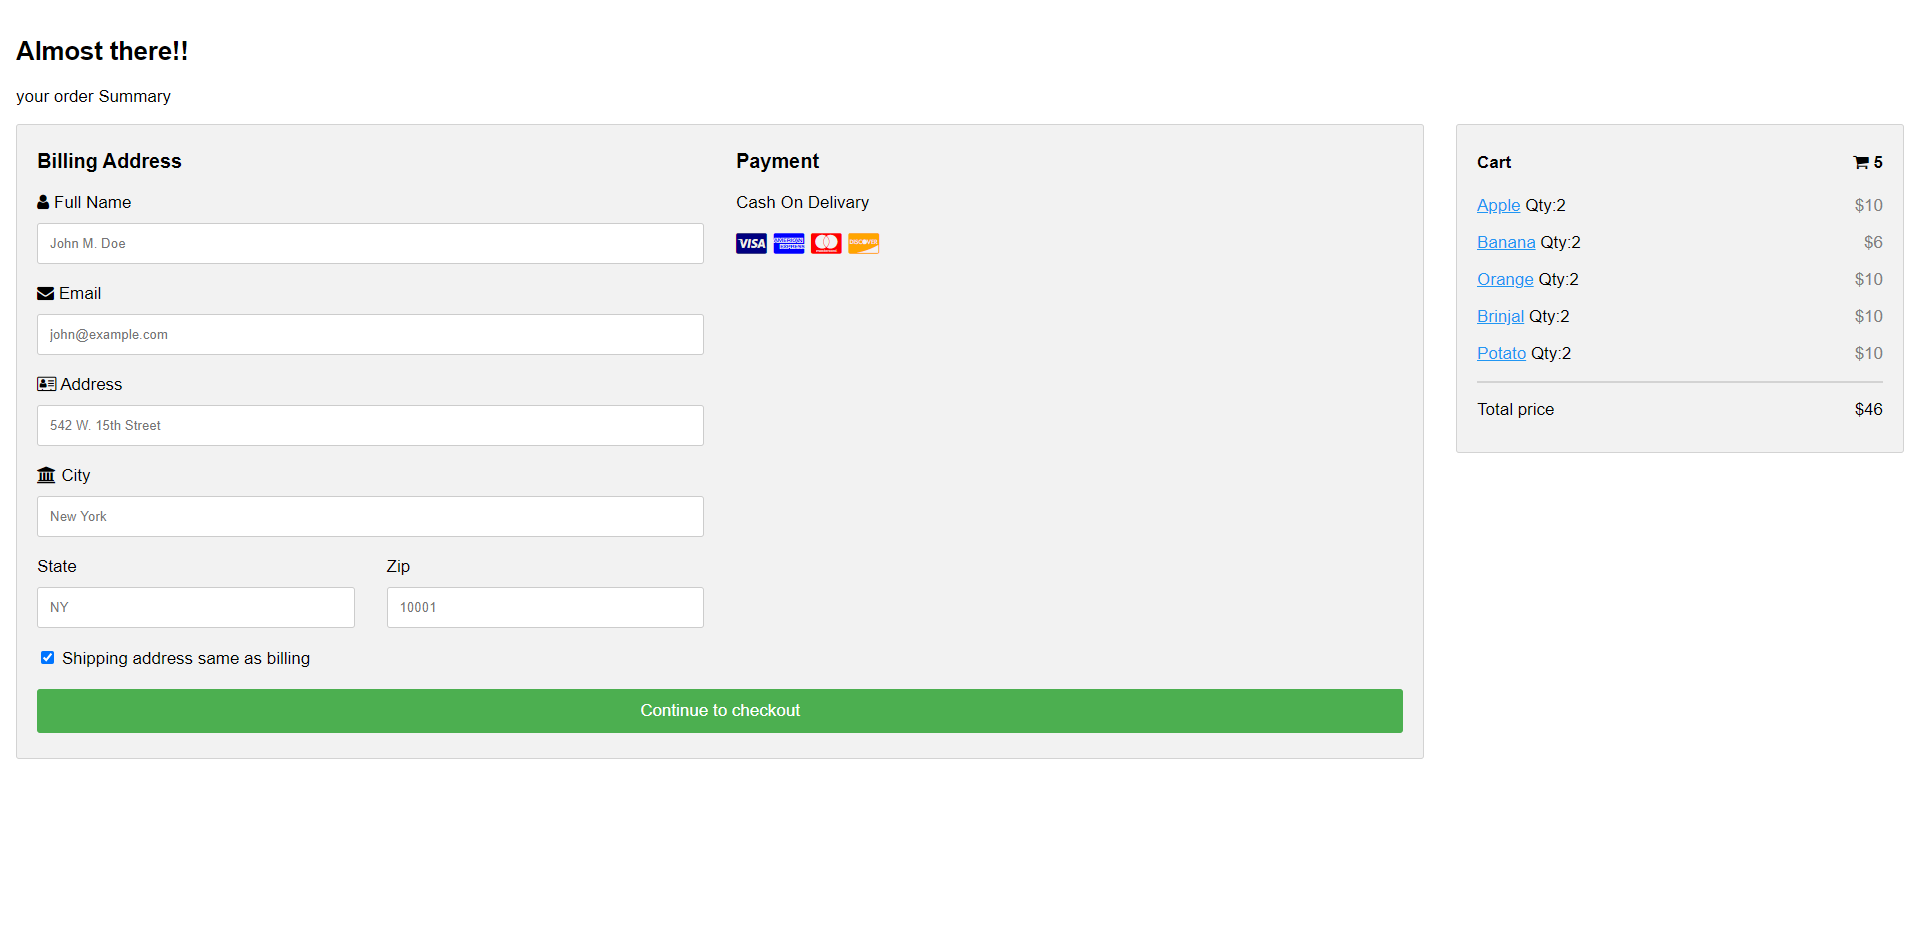 Almost there!!
your order Summary
Billing Address
Full Name
John M. Doe
Email
john@example.com
Address
542 W. 15th Street
City
New York
State
Zip
NY
10001
Shipping address same as billing
Continue to checkout
Payment
Cash On Delivary
VISA
AMERICAN
EXPRESS
mastercard
DISCOVER
Cart 5
Apple Qty:2 $10
Banana Qty:2 $6
Orange Qty:2 $10
Brinjal Qty:2 $10
Potato Qty:2 $10
Total price $46